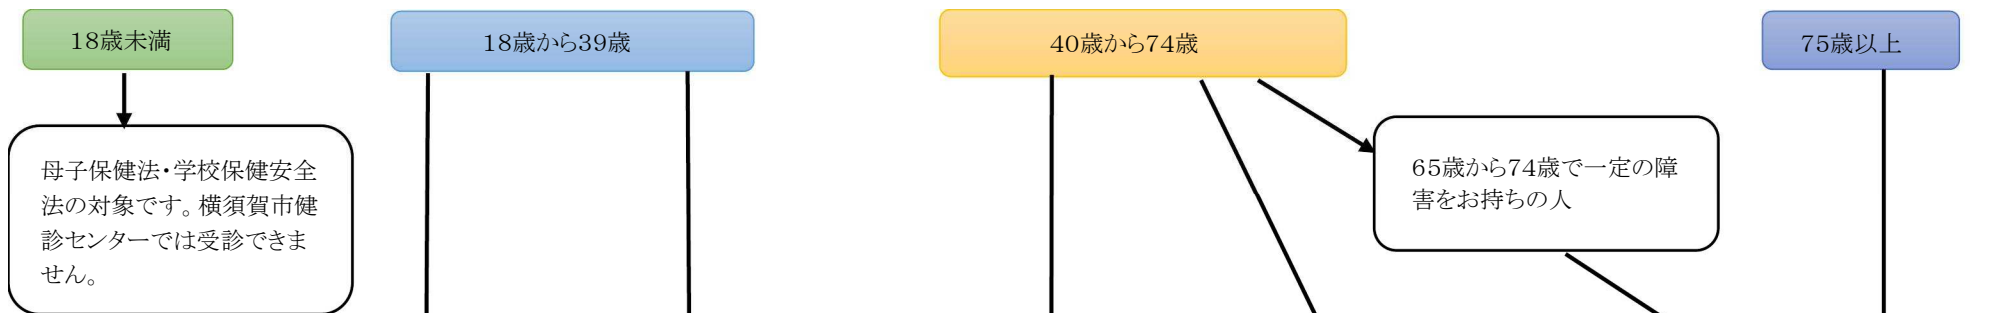 18歳未満
18歳から39歳
40歳から74歳
75歳以上
母子保健法・学校保健安全
法の対象です。横須賀市健
診センターでは受診できま
せん。
65歳から74歳で一定の障
害をお持ちの人